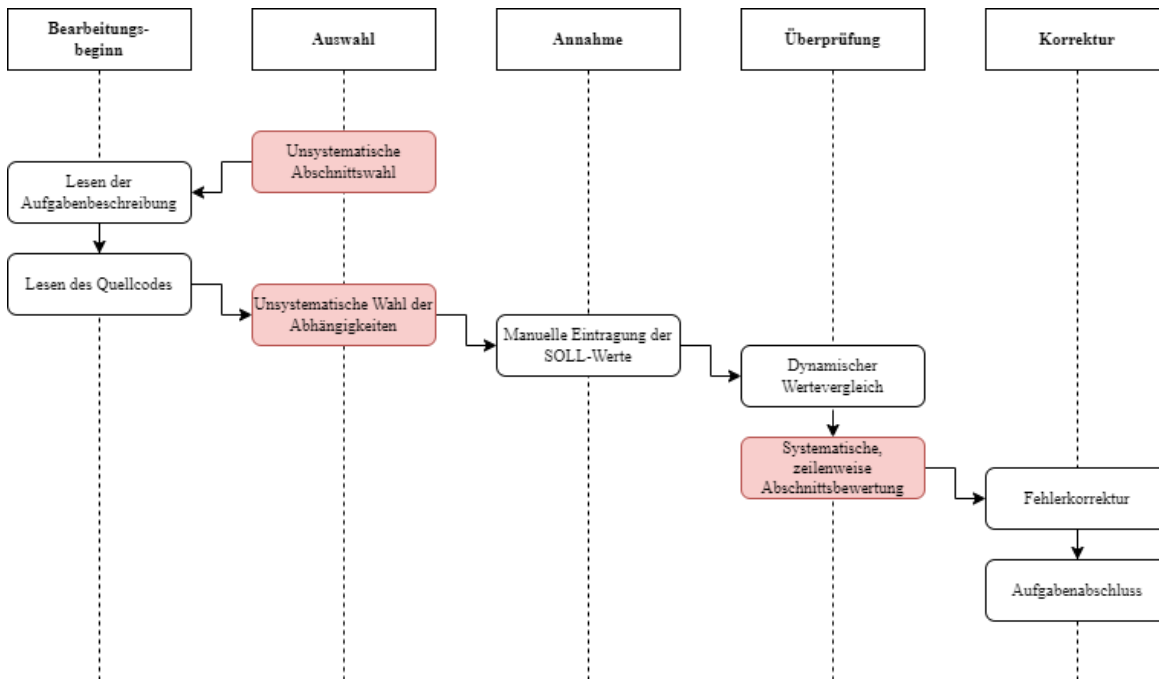 Bearbeitungs-
beginn
Auswahl
Annahme
Überprüfung
Korrektur
Unsystematische
Abschnittswahl
Lesen der
Aufgabenbeschreibung
Lesen des Quellcodes
Unsystematische Wahl der
Abhängigkeiten
Manuelle Eintragung der
SOLL-Werte
Dynamischer
Wertevergleich
Systematische,
zeilenweise
Abschnittsbewertung
Fehlerkorrektur
Aufgabenabschluss